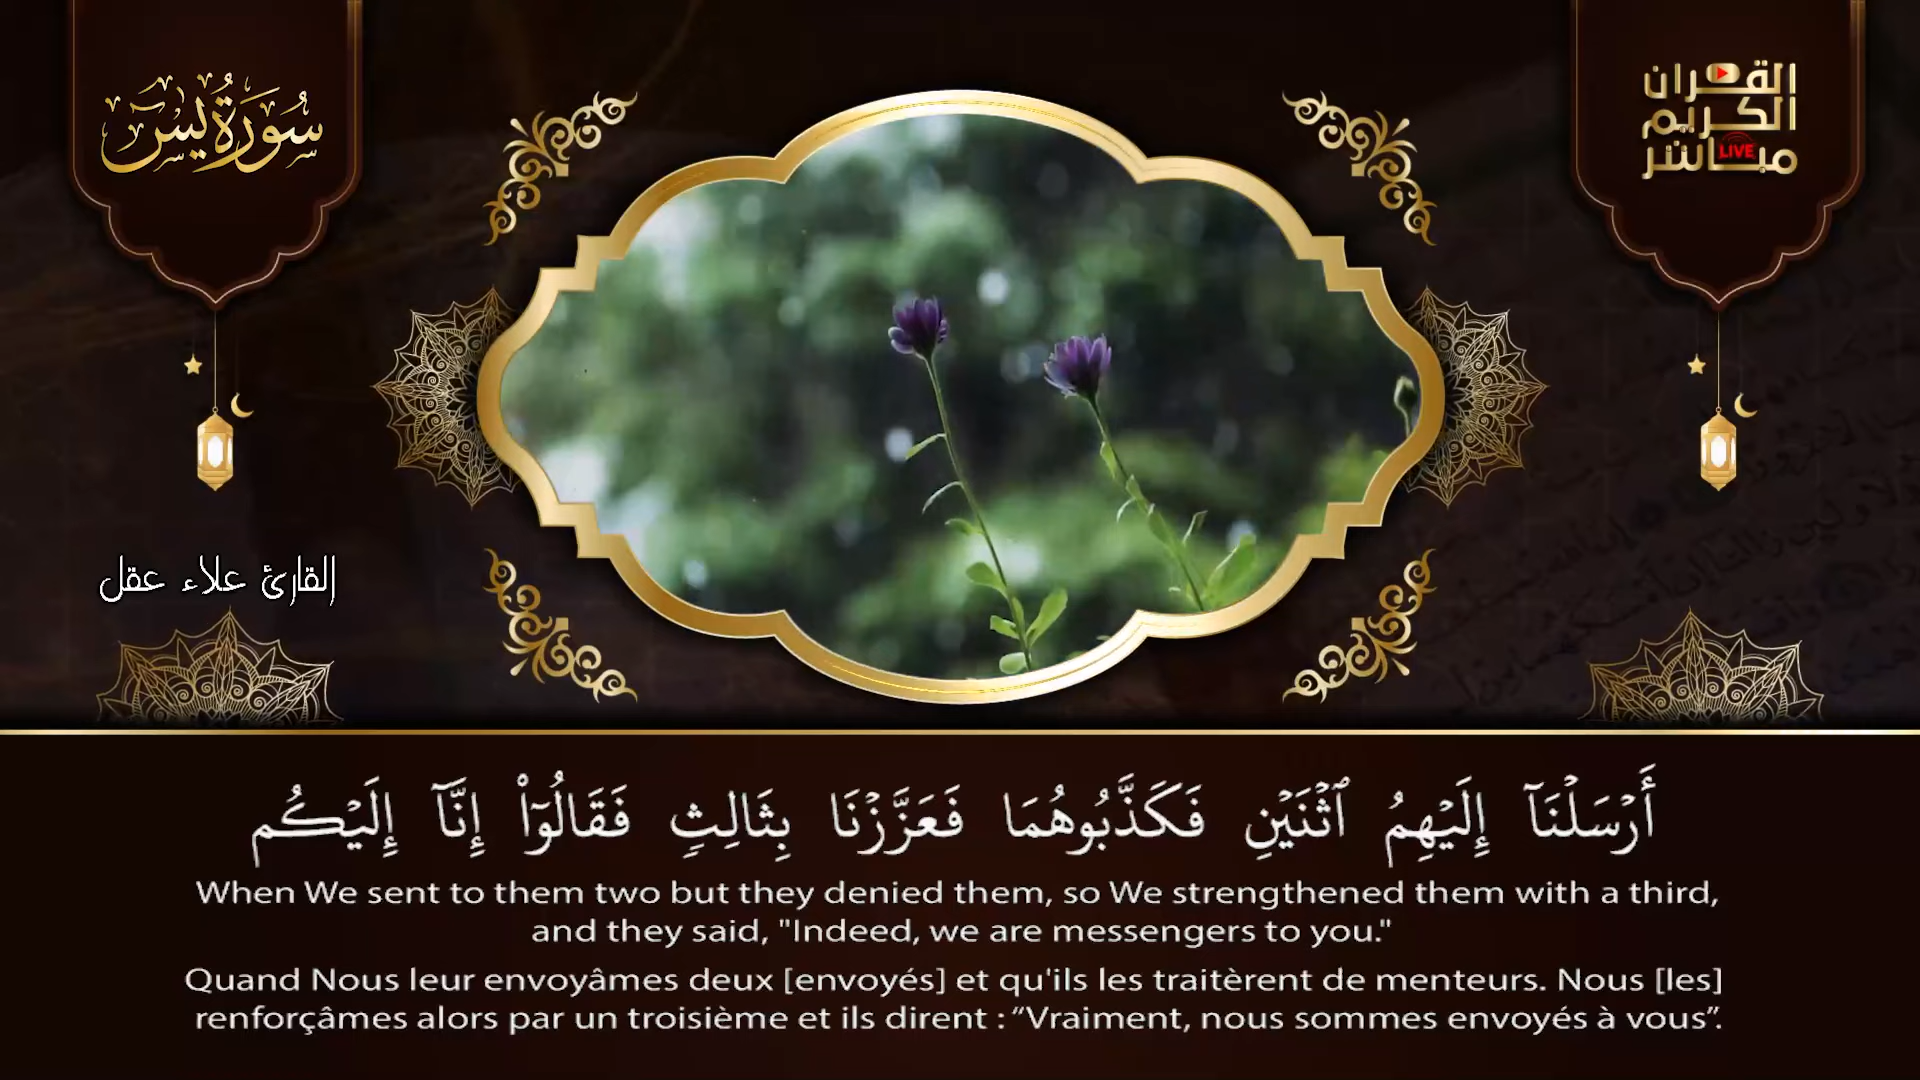 سُورَةُ يسٓ
القرآن
الكريم
مباشر
LIVE
القارئ علاء عقل
أَرۡسَلۡنَآ إِلَيۡهِمُ ٱثۡنَيۡنِ فَكَذَّبُوهُمَا فَعَزَّزۡنَا بِثَالِثٖ فَقَالُوٓاْ إِنَّآ إِلَيۡكُم
When We sent to them two but they denied them, so We strengthened them with a third,
and they said, "Indeed, we are messengers to you."
Quand Nous leur envoyâmes deux [envoyés] et qu'ils les traitèrent de menteurs. Nous [les]
renforçâmes alors par un troisième et ils dirent : “Vraiment, nous sommes envoyés à vous”.